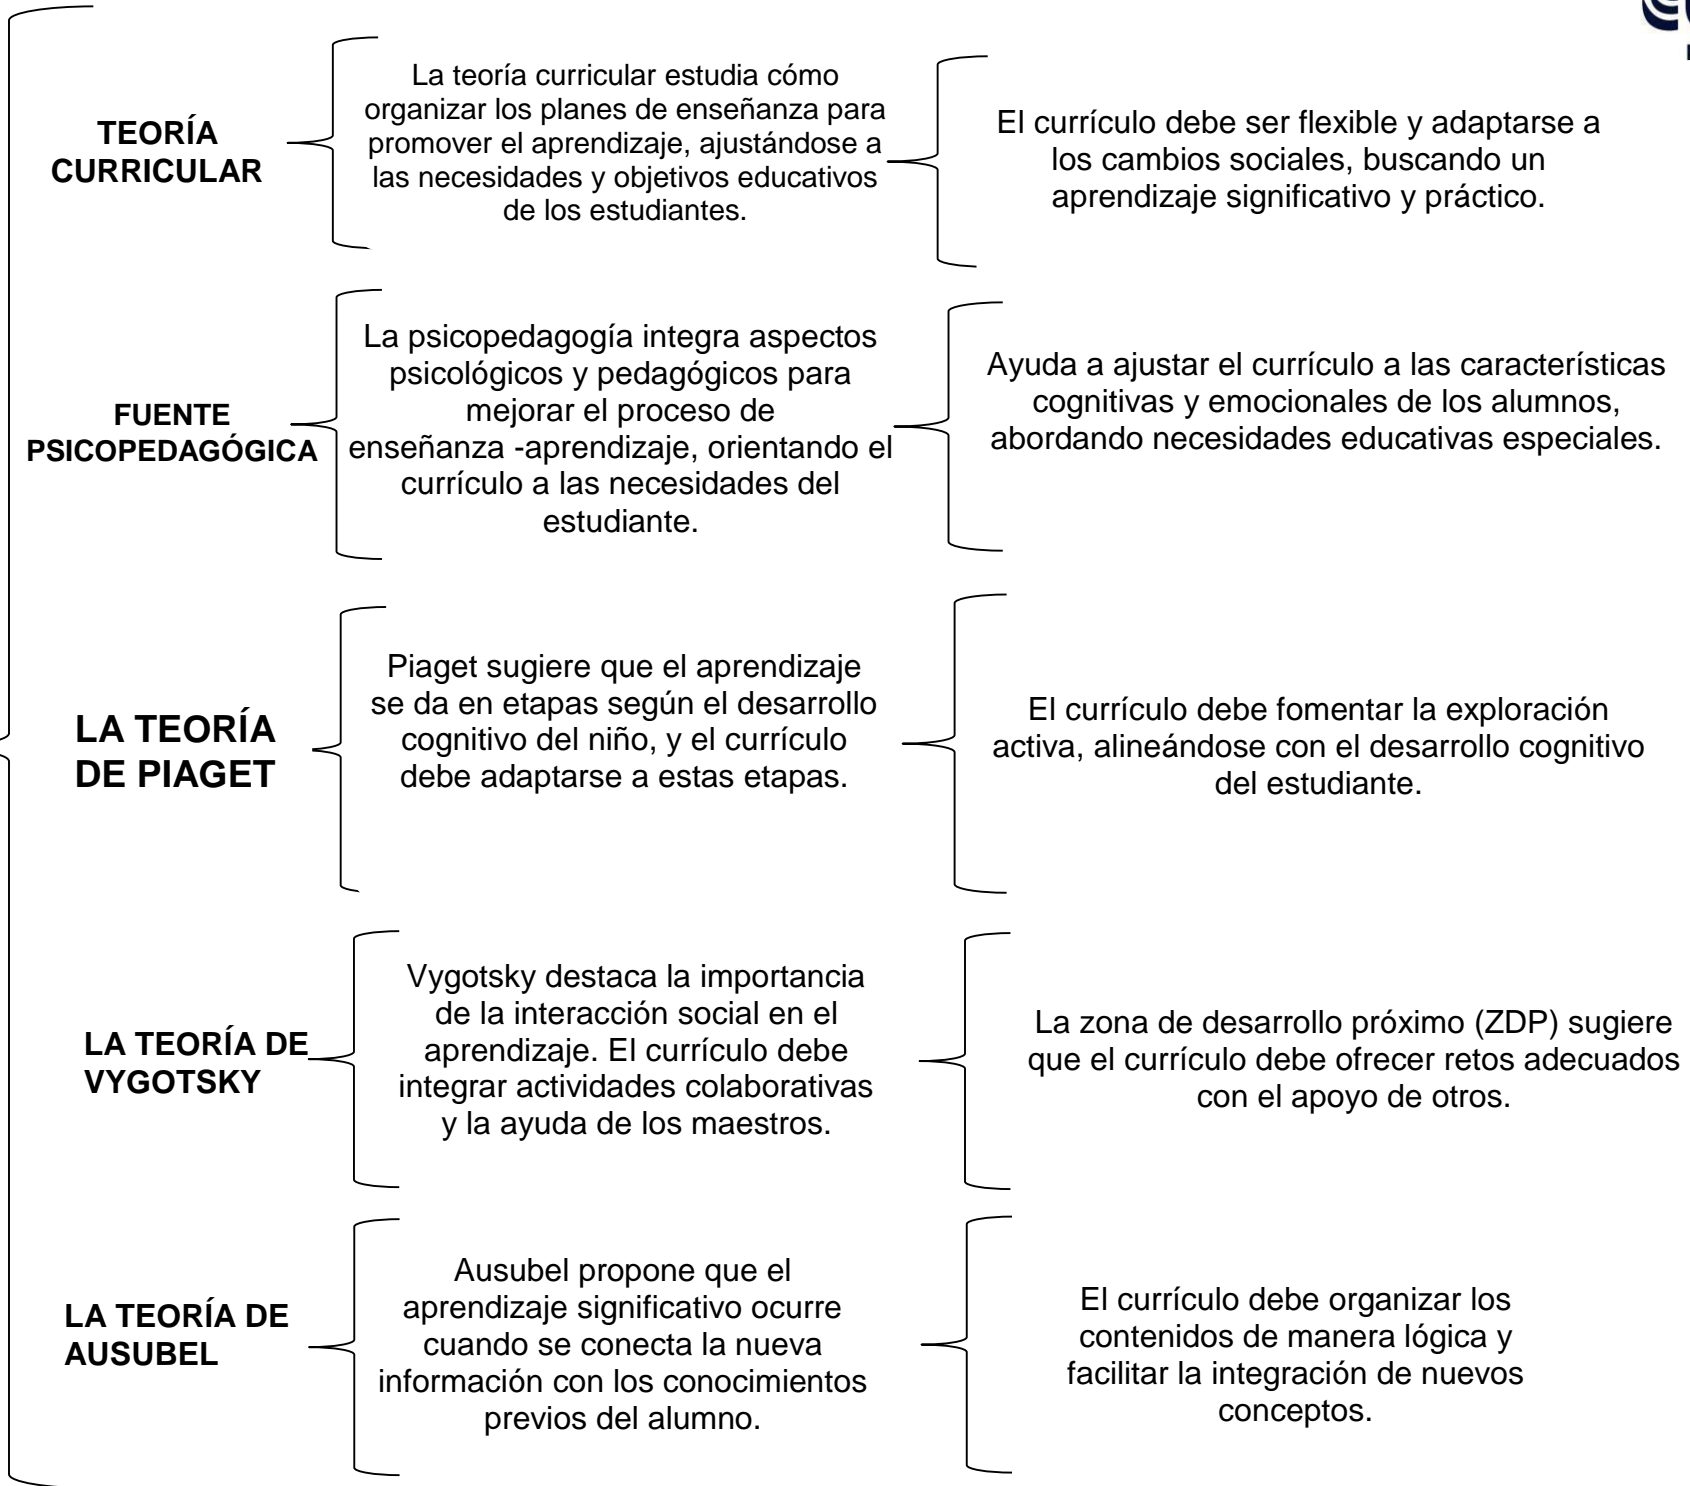 TEORÍA
CURRICULAR
La teoría curricular estudia cómo
organizar los planes de enseñanza para
promover el aprendizaje, ajustándose a
las necesidades y objetivos educativos
de los estudiantes.
El currículo debe ser flexible y adaptarse a
los cambios sociales, buscando un
aprendizaje significativo y práctico.
FUENTE
PSICOPEDAGÓGICA
La psicopedagogía integra aspectos
psicológicos y pedagógicos para
mejorar el proceso de
enseñanza -aprendizaje, orientando el
currículo a las necesidades del
estudiante.
Ayuda a ajustar el currículo a las características
cognitivas y emocionales de los alumnos,
abordando necesidades educativas especiales.
LA TEORÍA
DE PIAGET
Piaget sugiere que el aprendizaje
se da en etapas según el desarrollo
cognitivo del niño, y el currículo
debe adaptarse a estas etapas.
El currículo debe fomentar la exploración
activa, alineándose con el desarrollo cognitivo
del estudiante.
LA TEORÍA DE
VYGOTSKY
Vygotsky destaca la importancia
de la interacción social en el
aprendizaje. El currículo debe
integrar actividades colaborativas
y la ayuda de los maestros.
La zona de desarrollo próximo (ZDP) sugiere
que el currículo debe ofrecer retos adecuados
con el apoyo de otros.
LA TEORÍA DE
AUSUBEL
Ausubel propone que el
aprendizaje significativo ocurre
cuando se conecta la nueva
información con los conocimientos
previos del alumno.
El currículo debe organizar los
contenidos de manera lógica y
facilitar la integración de nuevos
conceptos.